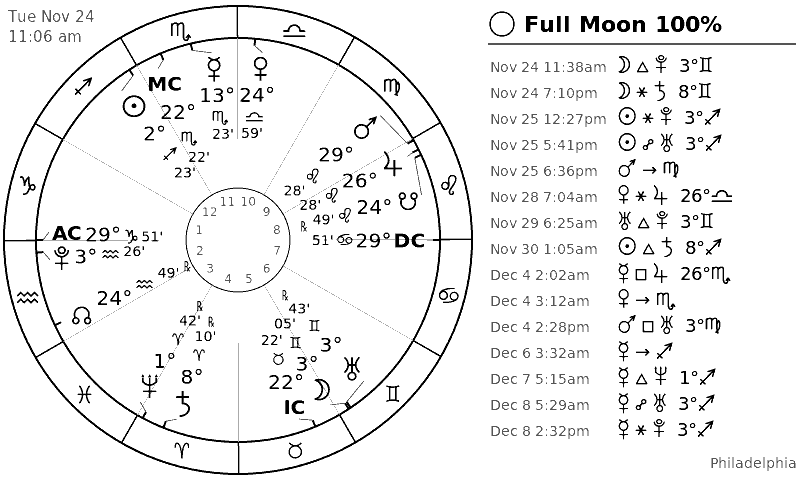 Tue Nov 24
11:06 am
Full Moon 100%
Nov 24 11:38am ☽ △ ♇ 3°♊
Nov 24 7:10pm ☽ ⚹ ♄ 8°♊
Nov 25 12:27pm ☉ ⚹ ♇ 3°♐
Nov 25 5:41pm ☉ ☍ ♅ 3°♐
Nov 25 6:36pm ♂ → ♍
Nov 28 7:04am ♀ ⚹ ♃ 26°♎
Nov 29 6:25am ♅ △ ♇ 3°♊
Nov 30 1:05am ☉ △ ♄ 8°♐
Dec 4 2:02am ☿ □ ♃ 26°♏
Dec 4 3:12am ♀ → ♏
Dec 4 2:28pm ♂ □ ♅ 3°♍
Dec 6 3:32am ☿ → ♐
Dec 7 5:15am ☿ △ ♆ 1°♐
Dec 8 5:29am ☿ ☍ ♅ 3°♐
Dec 8 2:32pm ☿ ⚹ ♇ 3°♐
Philadelphia
♏ ♎
♐ ♍
♑ ♌
♒ ♋
♓ ♊
♈ ♉
☉ 2° ♐ 23'
MC 22° ♏ 22'
☿ 13° ♏ 23'
♀ 24° ♎ 59'
♂ 29° ♌ 28'
♃ 26° ♌ 28'
☋ 24° ♌ 49' ℞
AC 29° ♑ 51'
51' ♋ 29° DC
♇ 3° ♒ 26'
☊ 24° ♒ 49' ℞
♆ 1° ♈ 42' ℞
♄ 8° ♈ 10' ℞
IC 22° ♉ 22'
☽ 3° ♊ 05'
♅ 3° ♊ 43' ℞
11 10
12 9
1 8
2 7
3 6
4 5